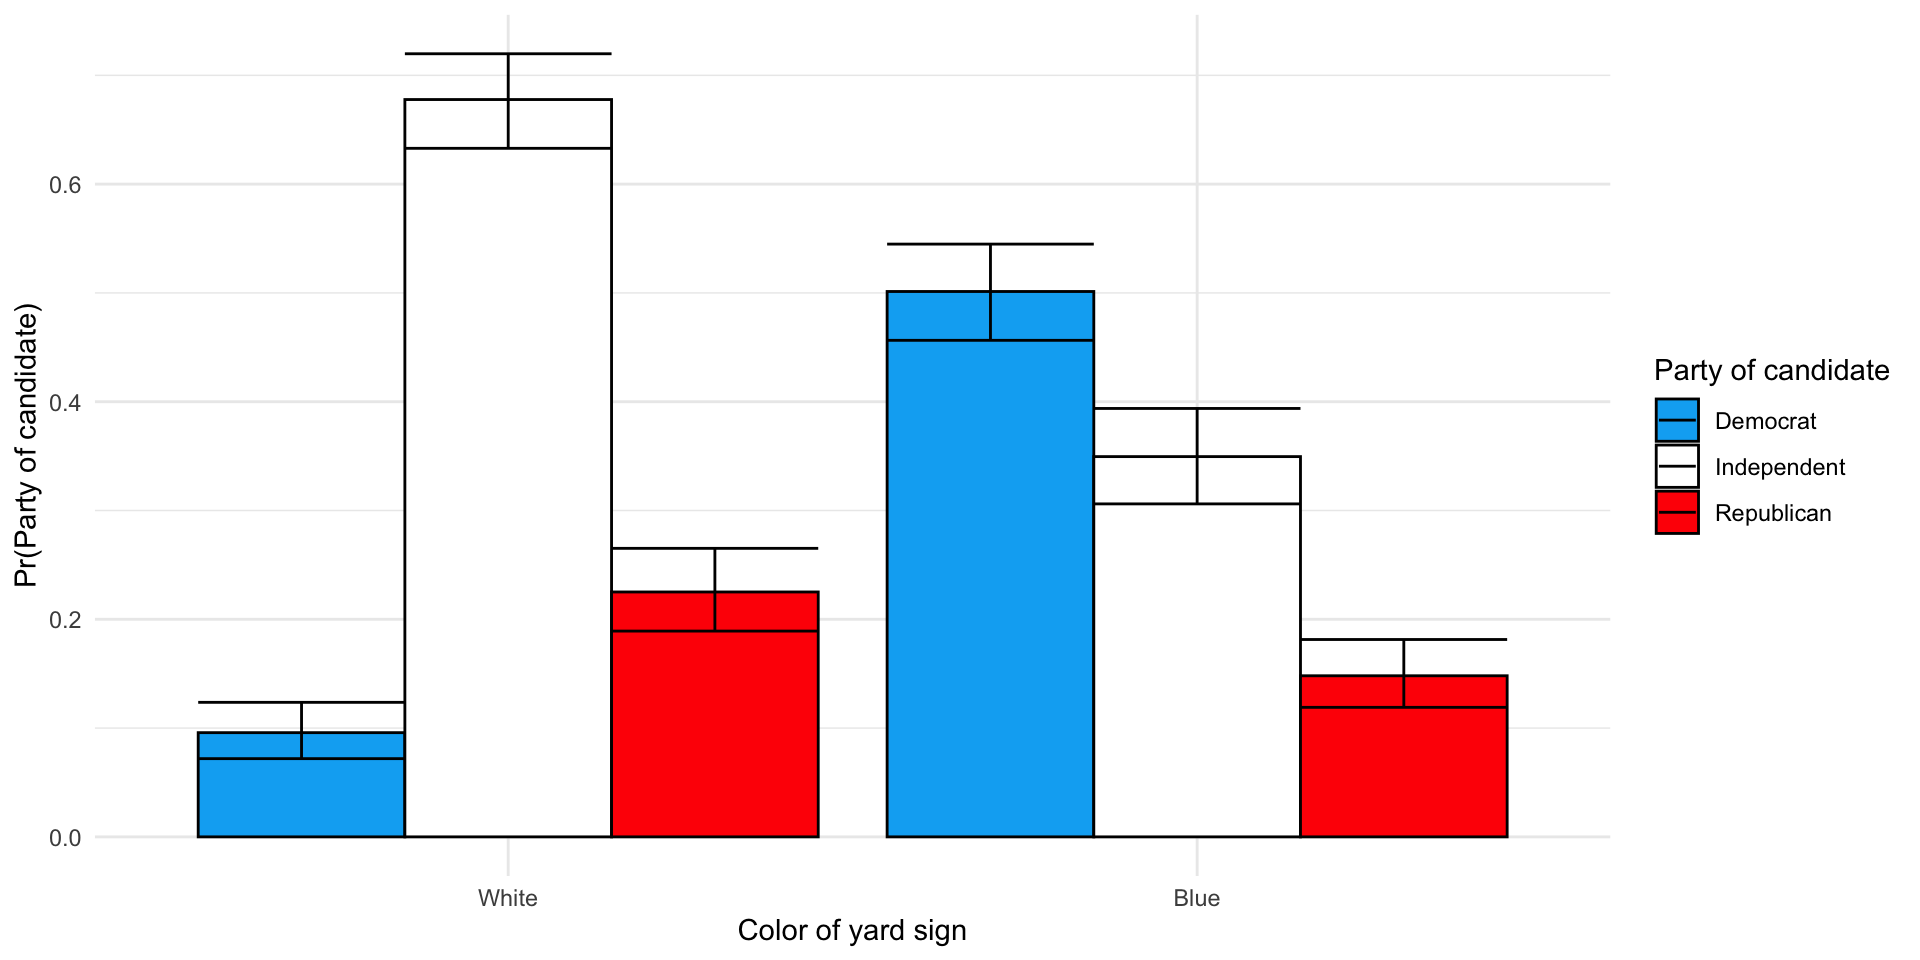 Pr(Party of candidate)
0.6
0.4
0.2
0.0
White
Blue
Color of yard sign
Party of candidate
Democrat
Independent
Republican